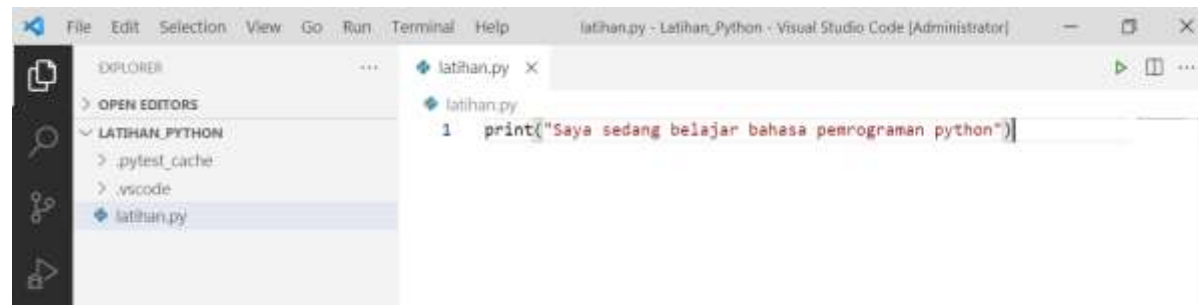 File Edit Selection View Go Run Terminal Help latihan.py - Latihan_Python - Visual Studio Code [Administrator]
EXPLORER ...
latihan.py
OPEN EDITORS
latihan.py
LATIHAN_PYTHON
1 print("Saya sedang belajar bahasa pemrograman python")
.pytest_cache
.vscode
latihan.py